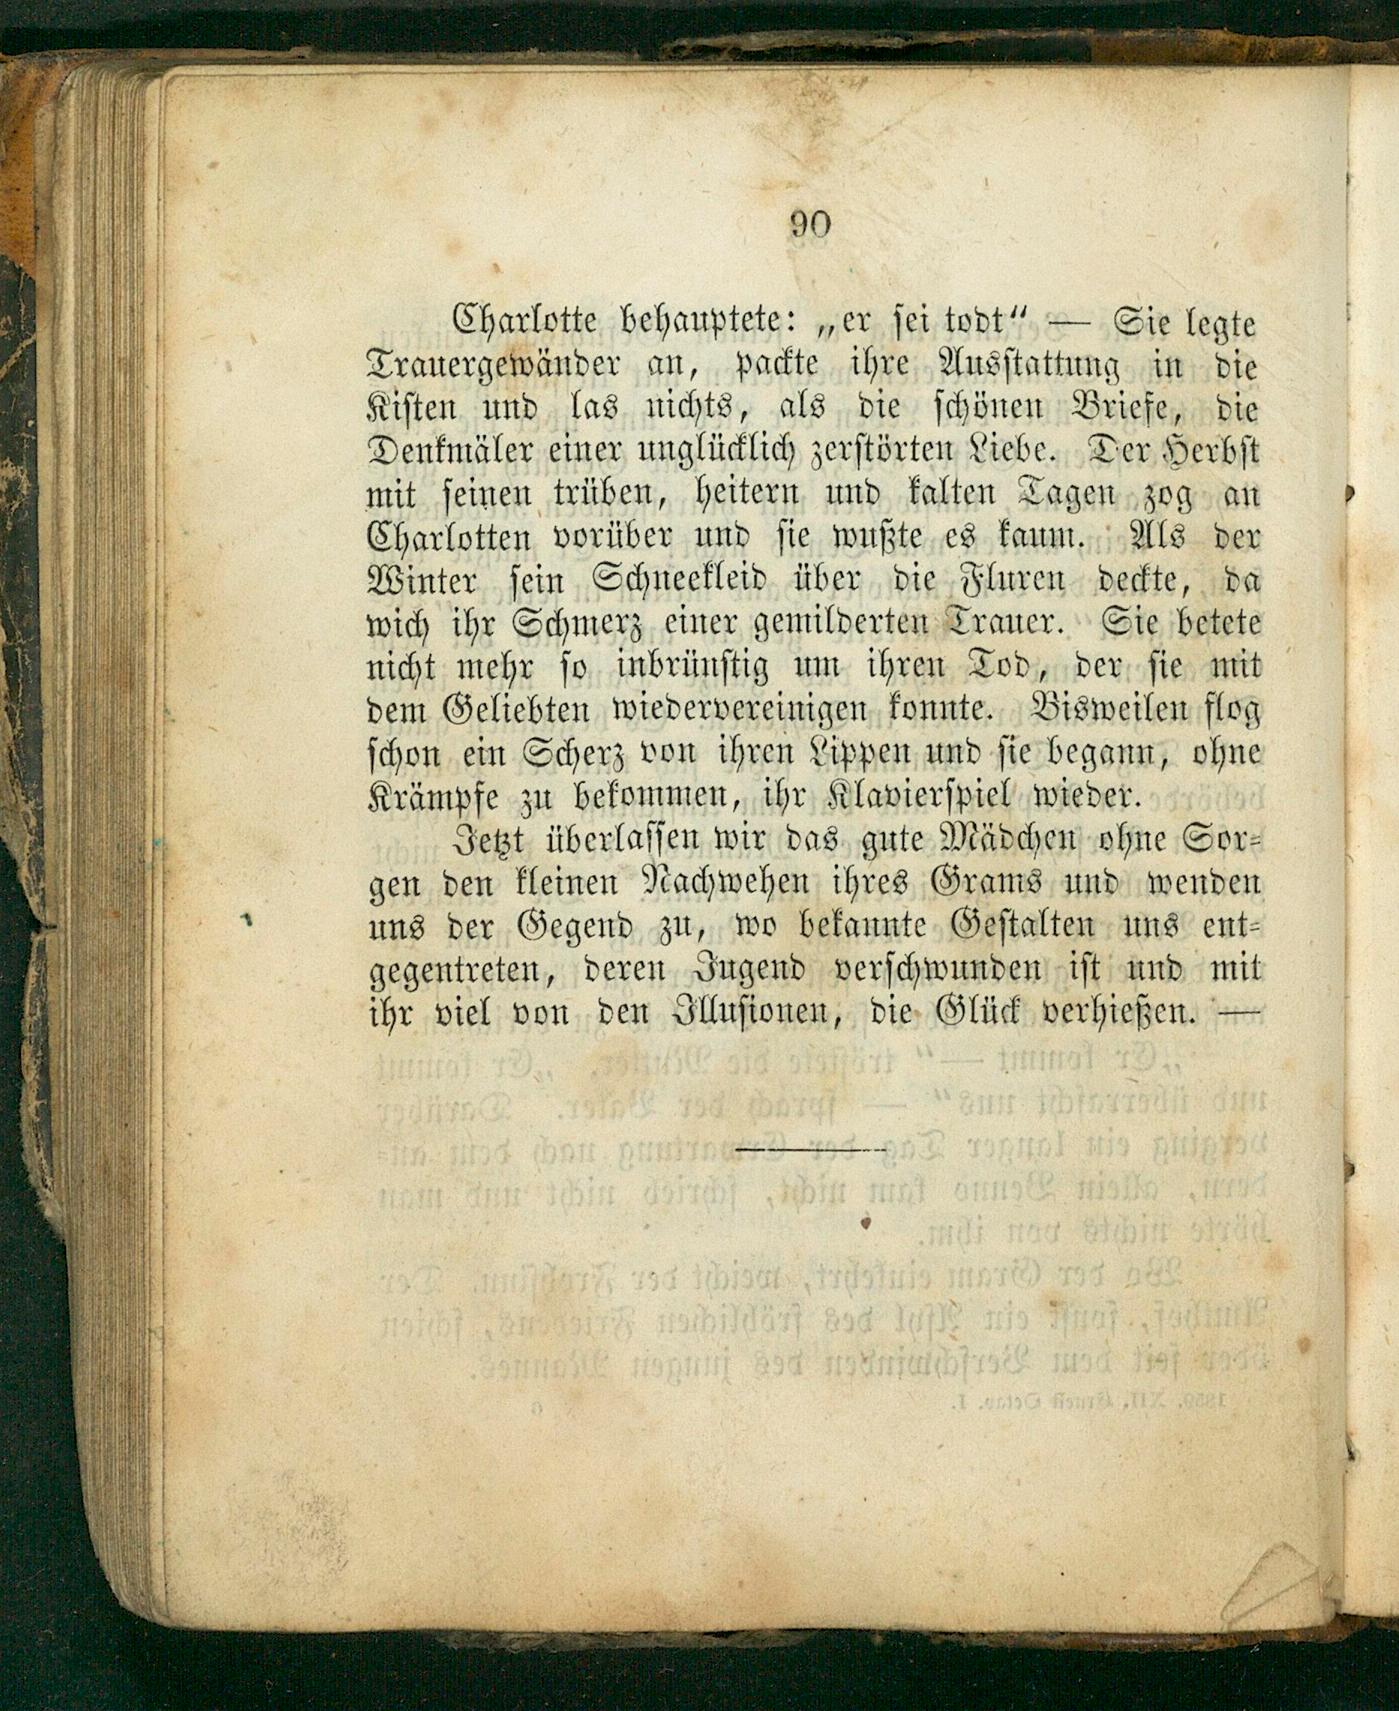 90
Charlotte behauptete: „er sei todt“ — Sie legte
Trauergewänder an, packte ihre Ausstattung in die
Kisten und las nichts, als die schönen Briefe, die
Denkmäler einer unglücklich zerstörten Liebe. Der Herbst
mit seinen trüben, heitern und kalten Tagen zog an
Charlotten vorüber und sie wußte es kaum. Als der
Winter sein Schneekleid über die Fluren deckte, da
wich ihr Schmerz einer gemilderten Trauer. Sie betete
nicht mehr so inbrünstig um ihren Tod, der sie mit
dem Geliebten wiedervereinigen konnte. Bisweilen flog
schon ein Scherz von ihren Lippen und sie begann, ohne
Krämpfe zu bekommen, ihr Klavierspiel wieder.
Jetzt überlassen wir das gute Mädchen ohne Sor-
gen den kleinen Nachwehen ihres Grams und wenden
uns der Gegend zu, wo bekannte Gestalten uns ent-
gegentreten, deren Jugend verschwunden ist und mit
ihr viel von den Illusionen, die Glück verhießen. —